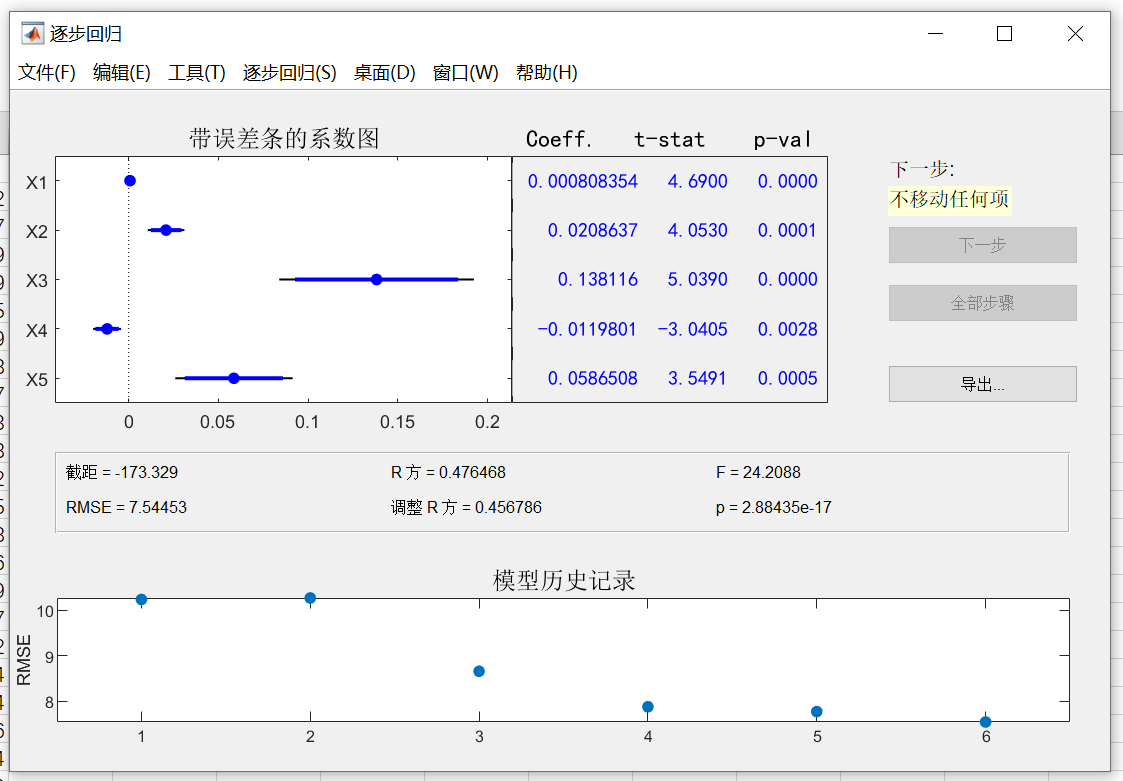 逐步回归
文件(F) 编辑(E) 工具(T) 逐步回归(S) 桌面(D) 窗口(W) 帮助(H)
带误差条的系数图 Coeff. t-stat p-val
X1 0.000808354 4.6900 0.0000
X2 0.0208637 4.0530 0.0001
X3 0.138116 5.0390 0.0000
X4 -0.0119801 -3.0405 0.0028
X5 0.0586508 3.5491 0.0005
0 0.05 0.1 0.15 0.2
下一步:
不移动任何项
下一步
全部步骤
导出...
截距 = -173.329 R 方 = 0.476468 F = 24.2088
RMSE = 7.54453 调整 R 方 = 0.456786 p = 2.88435e-17
模型历史记录
RMSE
10
9
8
1 2 3 4 5 6